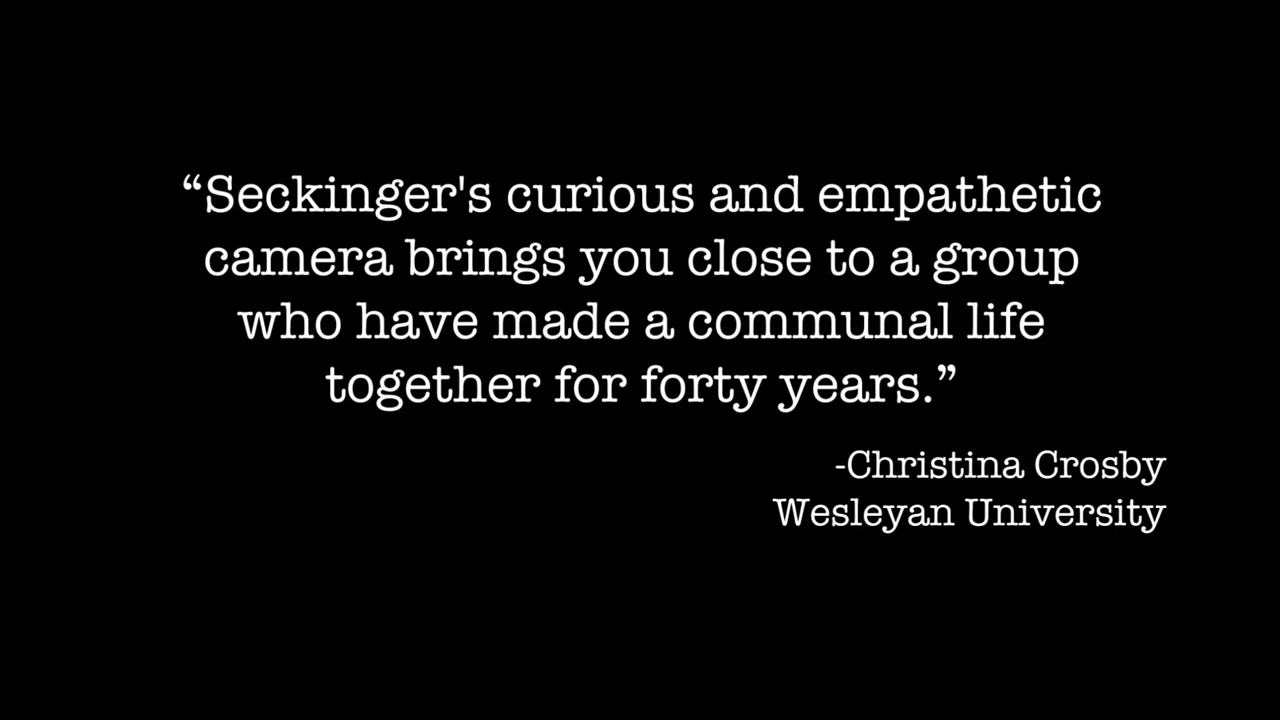 “Seckinger's curious and empathetic
camera brings you close to a group
who have made a communal life
together for forty years.”
-Christina Crosby
Wesleyan University